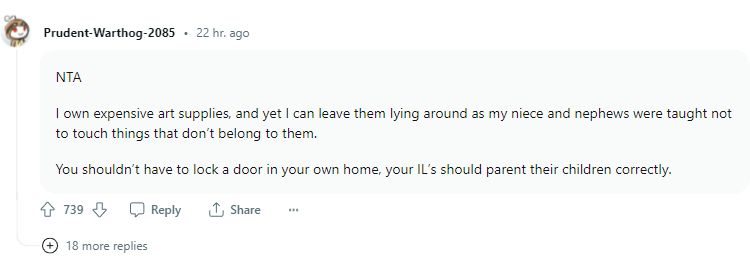 Prudent-Warthog-2085 • 22 hr. ago
NTA
I own expensive art supplies, and yet I can leave them lying around as my niece and nephews were taught not
to touch things that don’t belong to them.
You shouldn’t have to lock a door in your own home, your IL’s should parent their children correctly.
739 Reply Share ···
18 more replies